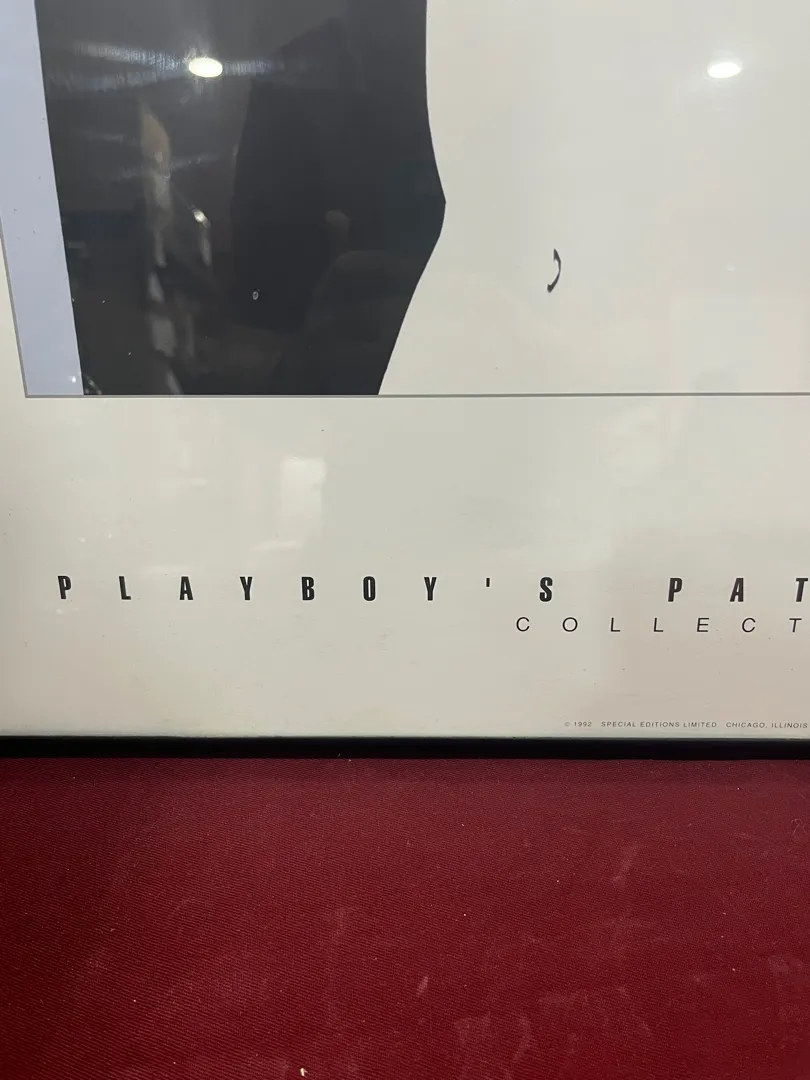 PLAYBOY'S PAT
COLLECT
© 1992 SPECIAL EDITIONS LIMITED. CHICAGO, ILLINOIS